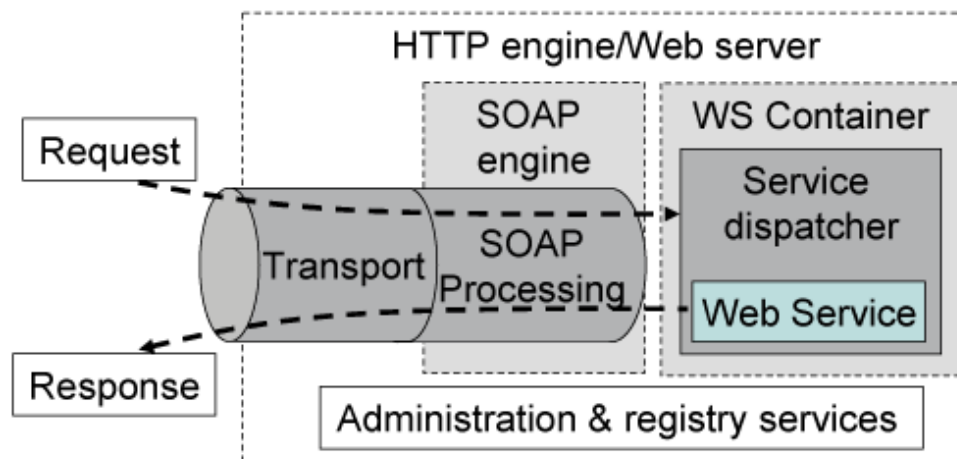 HTTP engine/Web server
SOAP
engine
WS Container
Request
Service
dispatcher
Transport
SOAP
Processing
Web Service
Response
Administration & registry services